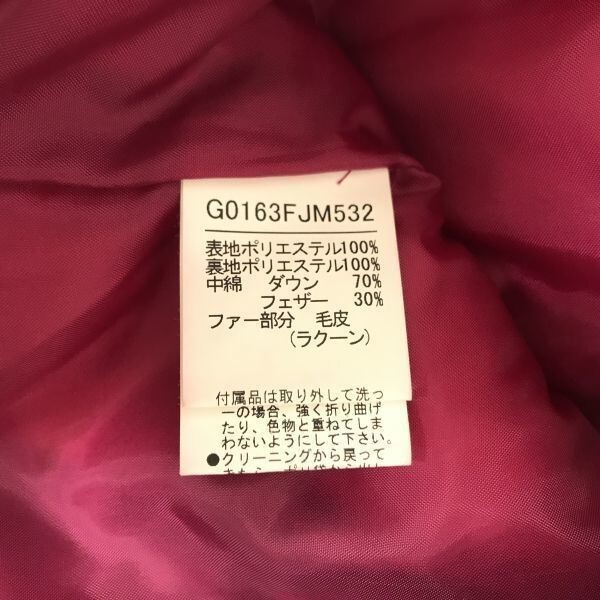 G0163FJM532
表地ポリエステル100%
裏地ポリエステル100%
中綿 ダウン 70%
フェザー 30%
ファー部分 毛皮
(ラクーン)
付属品は取り外して洗っ
ーの場合、強く折り曲げ
たり、色物と重ねてしま
わないようにして下さい。
●クリーニングから戻って